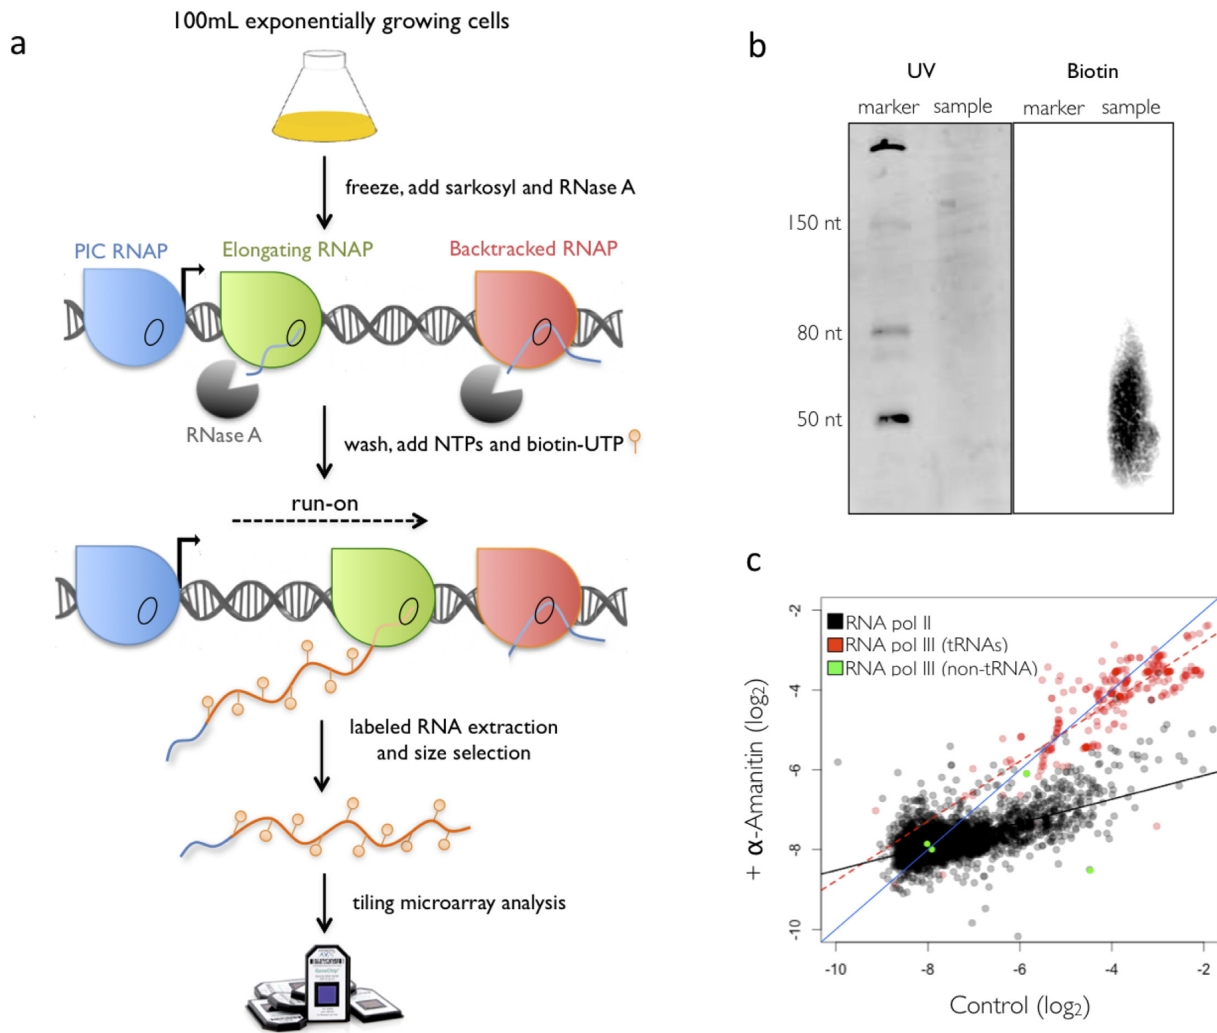 a
100mL exponentially growing cells
freeze, add sarkosyl and RNase A
PIC RNAP
Elongating RNAP
Backtracked RNAP
RNase A
wash, add NTPs and biotin-UTP
run-on
labeled RNA extraction
and size selection
tiling microarray analysis
b
UV
Biotin
marker
sample
marker
sample
150 nt
80 nt
50 nt
c
RNA pol II
RNA pol III (tRNAs)
RNA pol III (non-tRNA)
+ α-Amanitin (log2)
-2
-4
-6
-8
-10
-10
-8
-6
-4
-2
Control (log2)